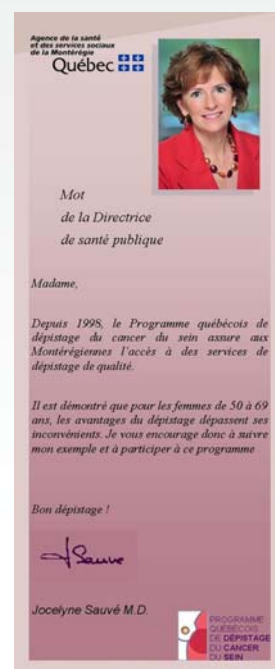 Agence de la santé
et des services sociaux
de la Montérégie
Québec
Mot
de la Directrice
de santé publique
Madame,
Depuis 1998, le Programme québécois de
dépistage du cancer du sein assure aux
Montérégiennes l'accès à des services de
dépistage de qualité.
Il est démontré que pour les femmes de 50 à 69
ans, les avantages du dépistage dépassent ses
inconvénients. Je vous encourage donc à suivre
mon exemple et à participer à ce programme
Bon dépistage !
J Sauvé
Jocelyne Sauvé M.D.
PROGRAMME
QUÉBÉCOIS
DE DÉPISTAGE
DU CANCER
DU SEIN